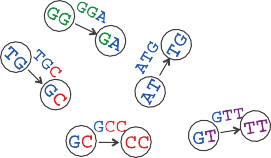 GG GGA GA
TG TGC GC
AT ATG TG
GC GCC CC
GT GTT TT